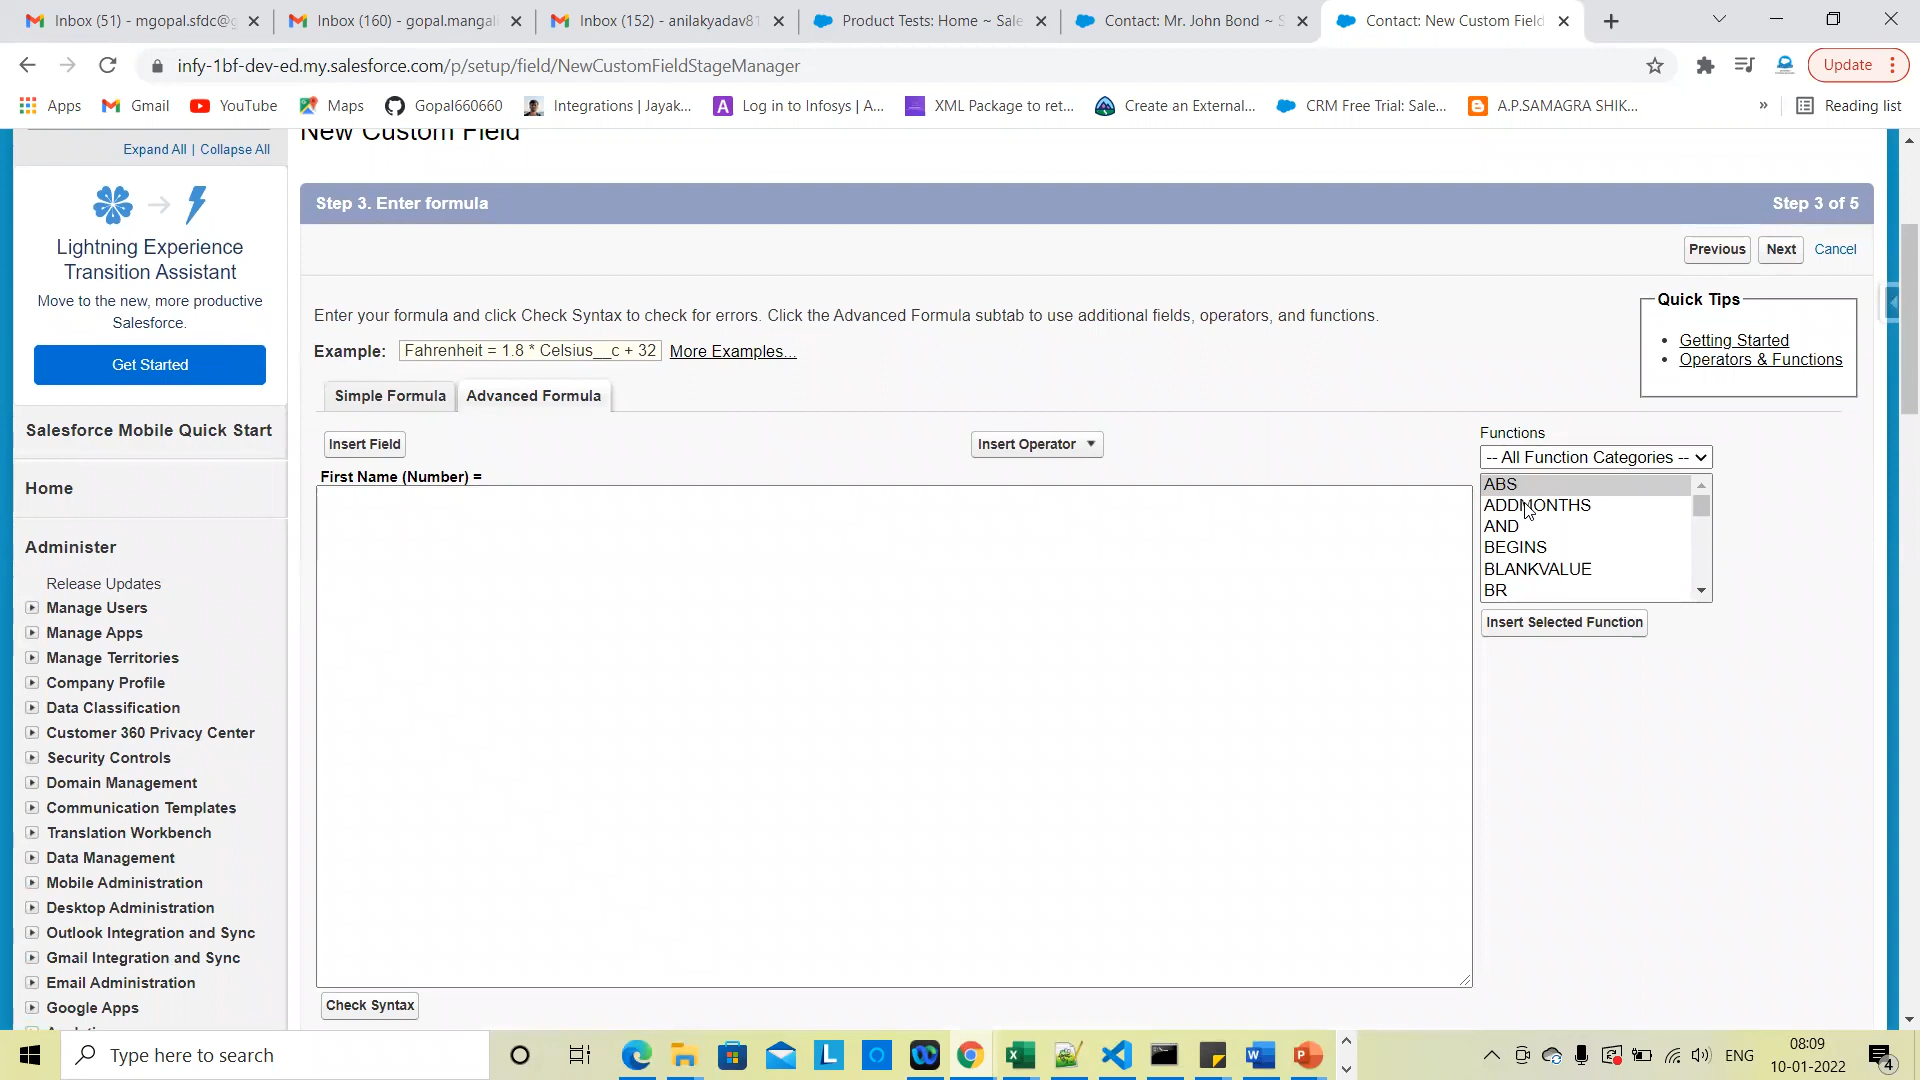 Inbox (51) - mgopal.sfdc@g
Inbox (160) - gopal.mangali
Inbox (152) - anilakyadav81
Product Tests: Home ~ Sale
Contact: Mr. John Bond ~ S
Contact: New Custom Field
infy-1bf-dev-ed.my.salesforce.com/p/setup/field/NewCustomFieldStageManager
Update
Apps
Gmail
YouTube
Maps
Gopal660660
Integrations | Jayak...
Log in to Infosys | A...
XML Package to ret...
Create an External...
CRM Free Trial: Sale...
A.P.SAMAGRA SHIK...
»
Reading list
Expand All | Collapse All
Lightning Experience
Transition Assistant
Move to the new, more productive
Salesforce.
Get Started
Salesforce Mobile Quick Start
Home
Administer
Release Updates
Manage Users
Manage Apps
Manage Territories
Company Profile
Data Classification
Customer 360 Privacy Center
Security Controls
Domain Management
Communication Templates
Translation Workbench
Data Management
Mobile Administration
Desktop Administration
Outlook Integration and Sync
Gmail Integration and Sync
Email Administration
Google Apps
New Custom Field
Step 3. Enter formula
Step 3 of 5
Previous
Next
Cancel
Enter your formula and click Check Syntax to check for errors. Click the Advanced Formula subtab to use additional fields, operators, and functions.
Example: Fahrenheit = 1.8 * Celsius__c + 32 More Examples...
Quick Tips
Getting Started
Operators & Functions
Simple Formula
Advanced Formula
Insert Field
Insert Operator
First Name (Number) =
Functions
-- All Function Categories --
ABS
ADDMONTHS
AND
BEGINS
BLANKVALUE
BR
Insert Selected Function
Check Syntax
Type here to search
ENG
08:09
10-01-2022
4